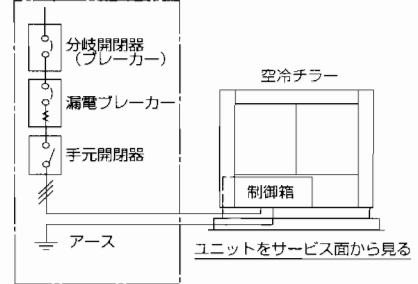 分岐開閉器
（ブレーカー）
漏電ブレーカー
手元開閉器
アース
空冷チラー
制御箱
ユニットをサービス面から見る